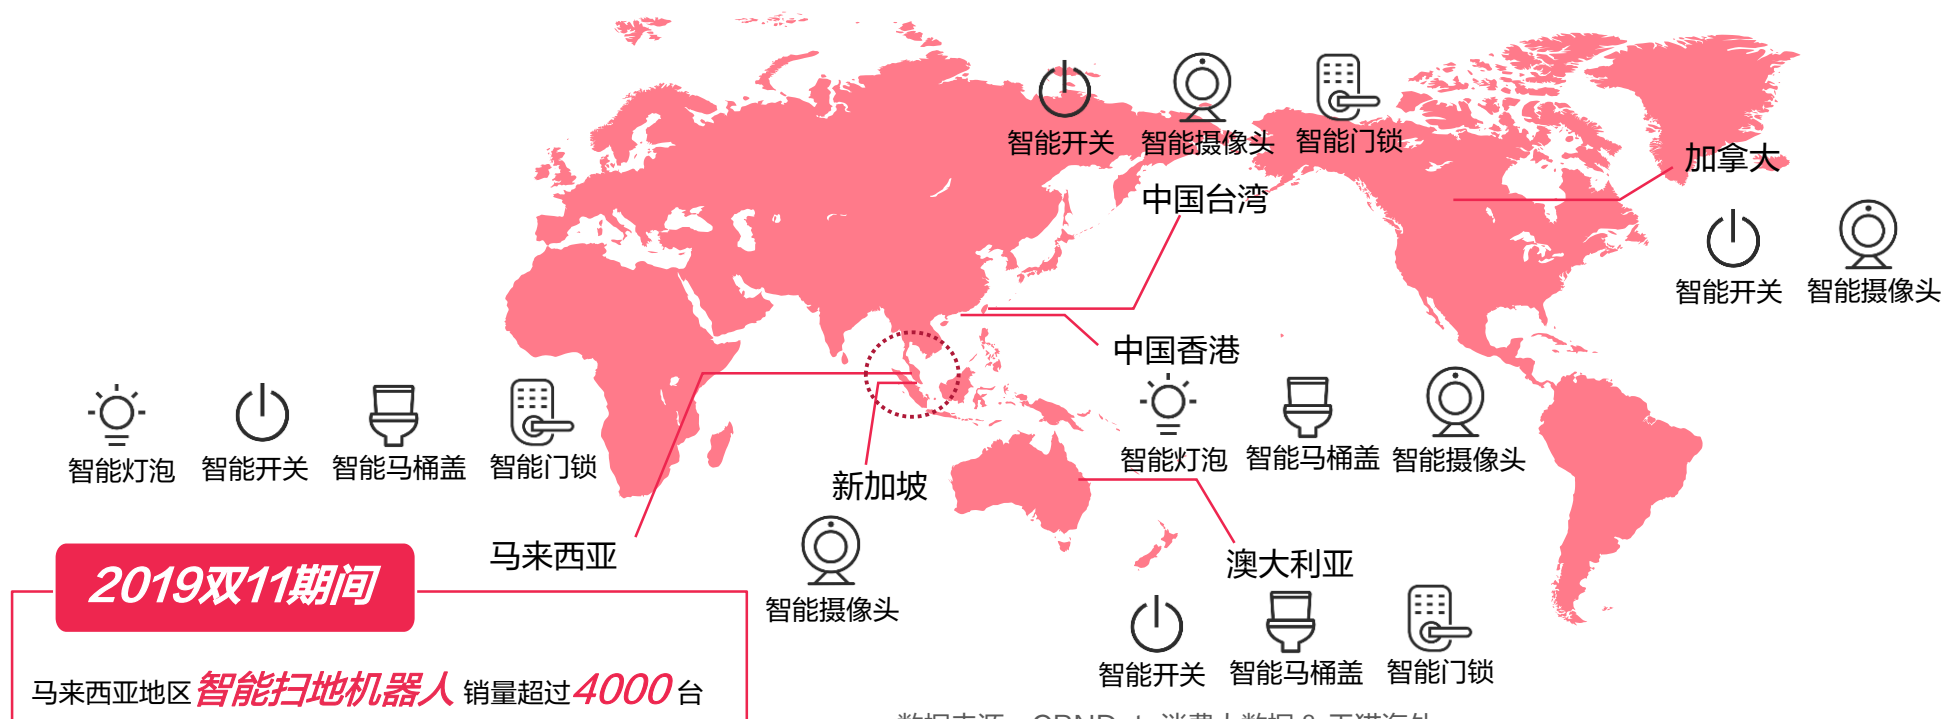 智能开关 智能摄像头 智能门锁
中国台湾
加拿大
智能开关 智能摄像头
中国香港
智能灯泡 智能马桶盖 智能摄像头
智能灯泡 智能开关 智能马桶盖 智能门锁
马来西亚
新加坡
智能摄像头
澳大利亚
智能开关 智能马桶盖 智能门锁
2019双11期间
马来西亚地区智能扫地机器人 销量超过4000台